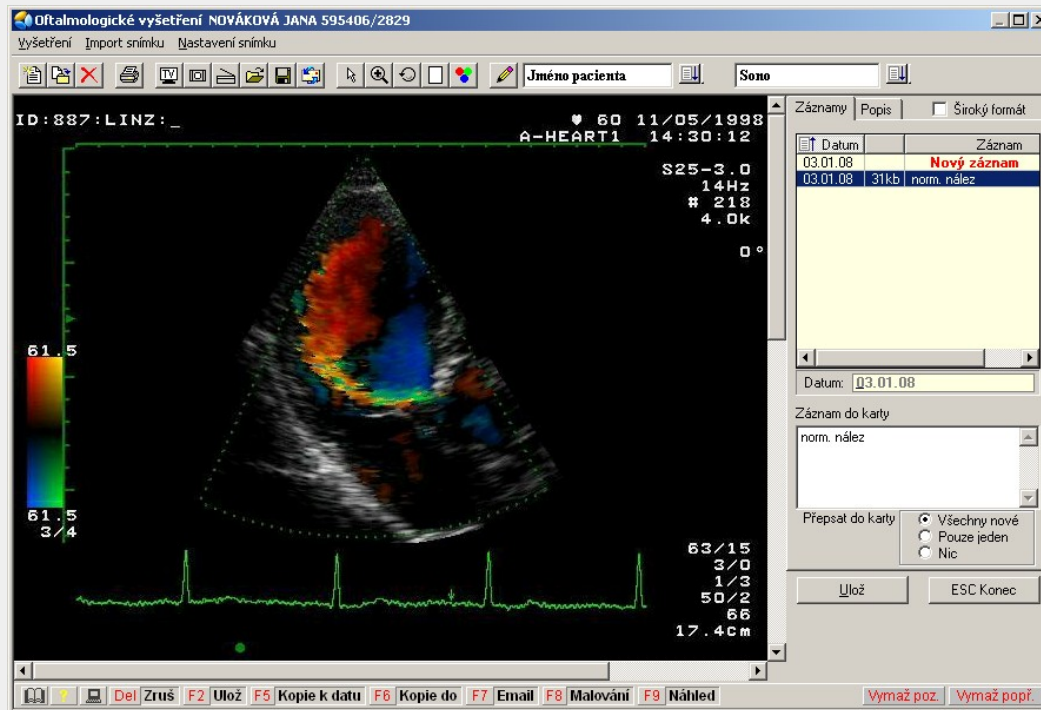 Oftalmologické vyšetření NOVÁKOVÁ JANA 595406/2829
Vyšetření Import snímku Nastavení snímku
TV Jméno pacienta Sono
ID:887:LINZ:_
♥ 60 11/05/1998
A-HEART1 14:30:12
S25-3.0
14Hz
# 218
4.0k
0°
61.5
61.5
3/4
63/15
3/0
1/3
50/2
66
17.4cm
Záznamy Popis Široký formát
Datum Záznam
03.01.08 Nový záznam
03.01.08 31kb norm. nález
Datum: 03.01.08
Záznam do karty
norm. nález
Přepsat do karty
Všechny nové
Pouze jeden
Nic
Ulož ESC Konec
? Del Zruš F2 Ulož F5 Kopie k datu F6 Kopie do F7 Email F8 Malování F9 Náhled Vymaž poz. Vymaž popř.